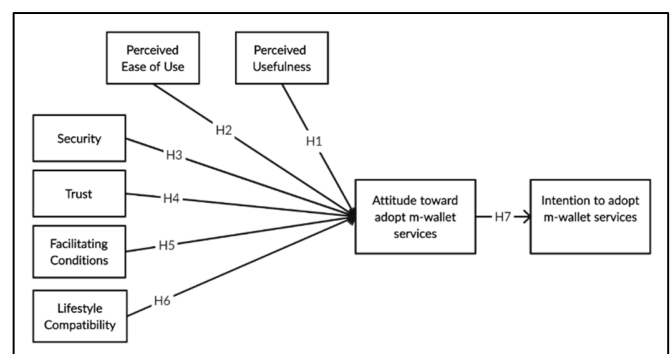 Perceived
Ease of Use
Perceived
Usefulness
H2
H1
Security
H3
Trust
H4
Facilitating
Conditions
H5
Lifestyle
Compatibility
H6
Attitude toward
adopt m-wallet
services
H7
Intention to adopt
m-wallet services